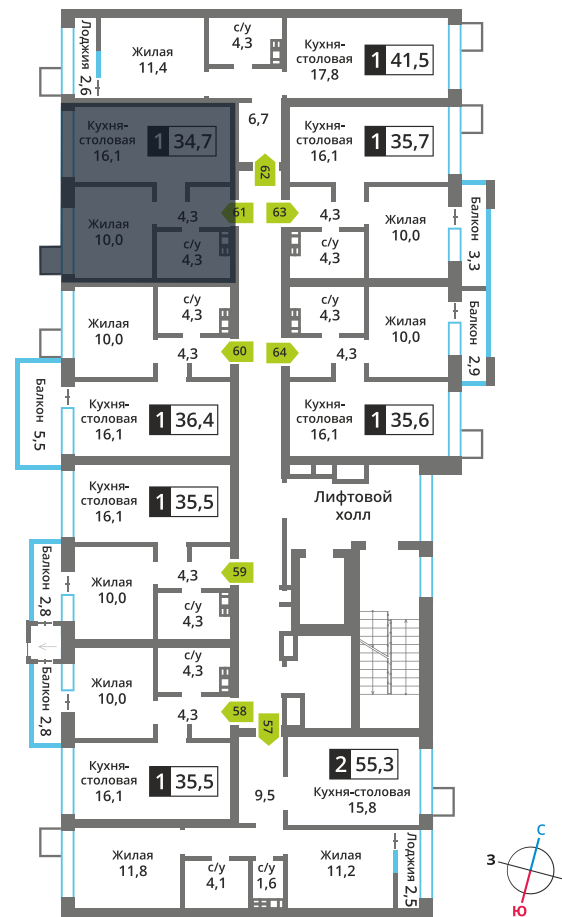 Лоджия 2,6
Жилая
11,4
с/у
4,3
Кухня-
столовая
17,8
1 41,5
6,7
62
Кухня-
столовая
16,1
1 34,7
Жилая
10,0
4,3
с/у
4,3
61
Кухня-
столовая
16,1
1 35,7
63
4,3
с/у
4,3
Жилая
10,0
Балкон 3,3
Жилая
10,0
с/у
4,3
4,3
60
Кухня-
столовая
16,1
1 36,4
Балкон 5,5
64
с/у
4,3
4,3
Жилая
10,0
Балкон 2,9
Кухня-
столовая
16,1
1 35,6
Кухня-
столовая
16,1
1 35,5
Жилая
10,0
4,3
с/у
4,3
59
Балкон 2,8
Лифтовой
холл
Жилая
10,0
с/у
4,3
4,3
58
Балкон 2,8
Кухня-
столовая
16,1
1 35,5
57
2 55,3
Кухня-столовая
15,8
9,5
Жилая
11,8
с/у
4,1
с/у
1,6
Жилая
11,2
Лоджия 2,5
С
З
Ю